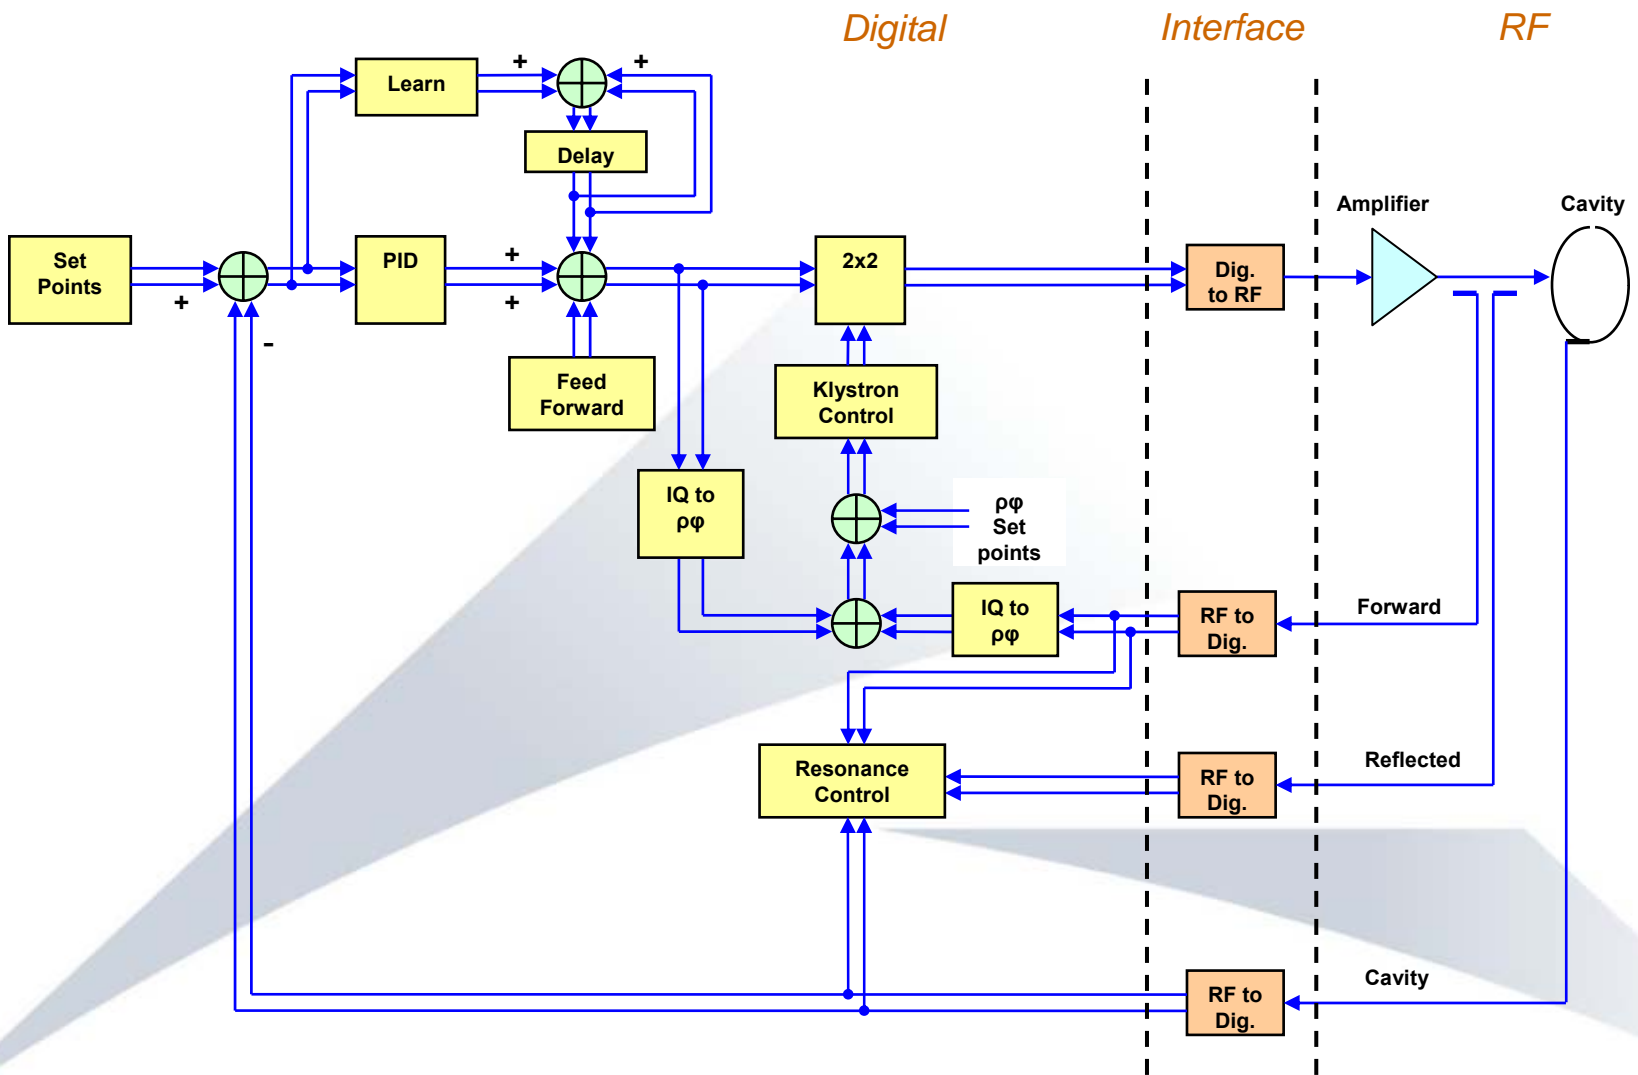 Digital
Interface
RF
+
+
Learn
Delay
Amplifier
Cavity
Set
Points
+
-
PID
+
+
2x2
Dig.
to RF
Feed
Forward
Klystron
Control
IQ to
ρφ
ρφ
Set
points
IQ to
ρφ
RF to
Dig.
Forward
Resonance
Control
RF to
Dig.
Reflected
RF to
Dig.
Cavity